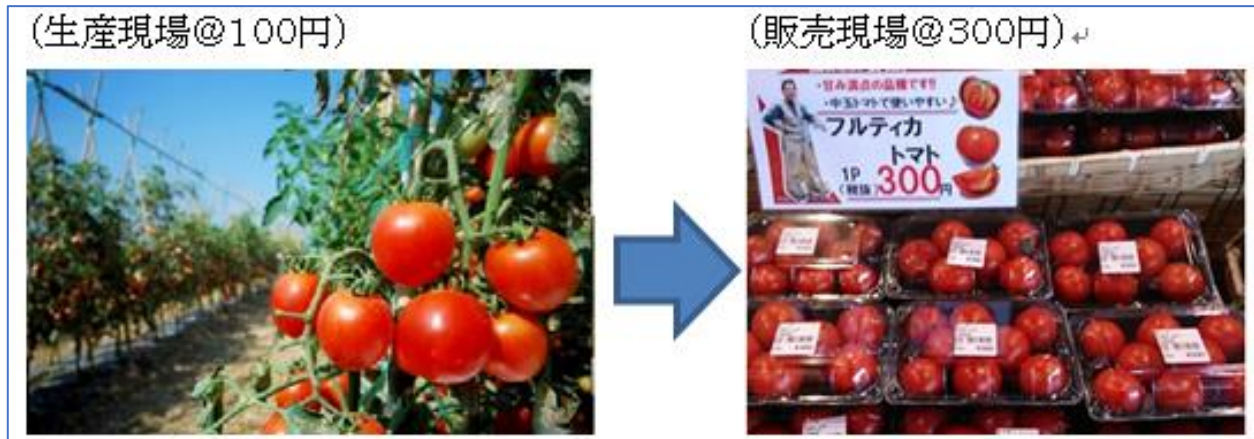 (生産現場@100円)
(販売現場@300円)↵
・甘み満点の品種です!!
・中玉トマトで使いやすい♪
フルティカ
トマト
1P
(税抜)300円